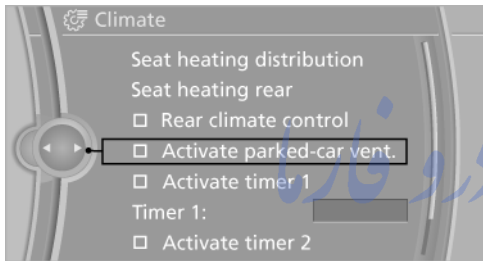 Climate
Seat heating distribution
Seat heating rear
Rear climate control
Activate parked-car vent.
Activate timer 1
Timer 1:
Activate timer 2